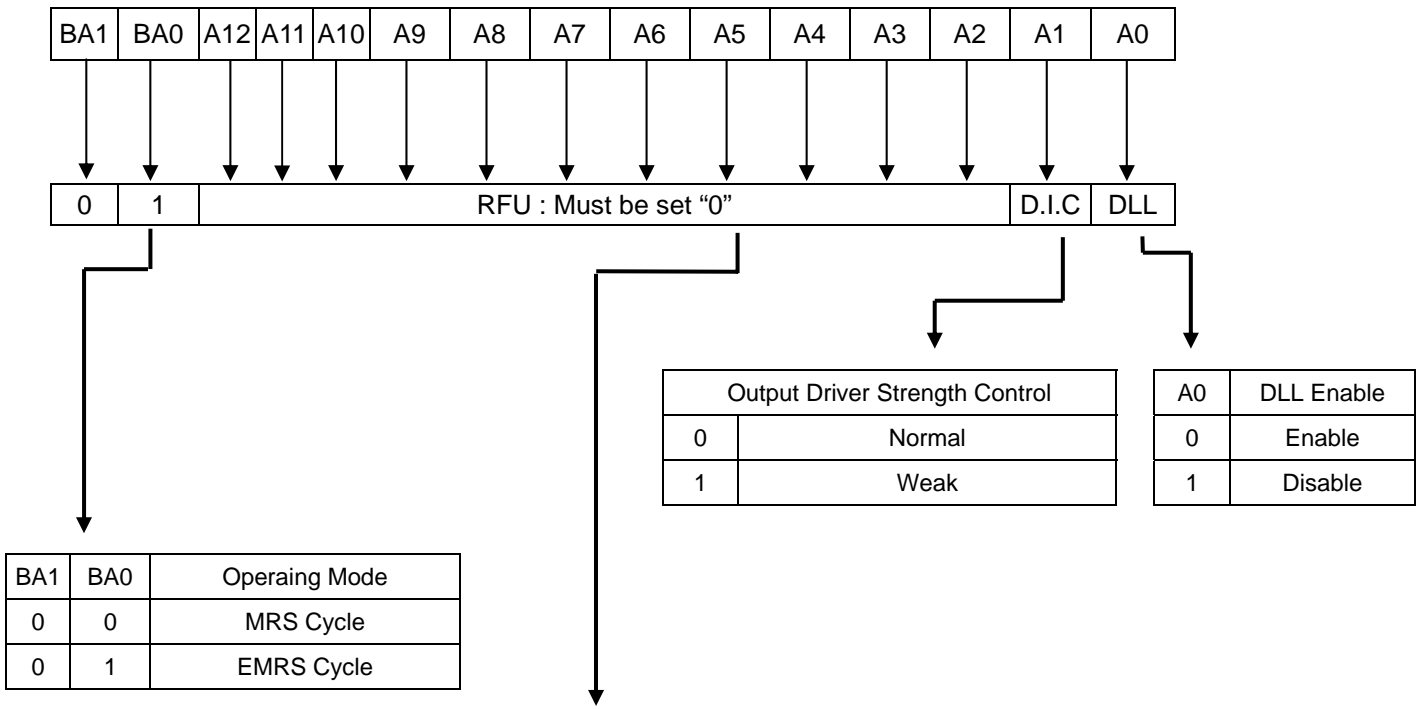 BA1 BA0 A12 A11 A10 A9 A8 A7 A6 A5 A4 A3 A2 A1 A0
0 1 RFU : Must be set “0” D.I.C DLL
Output Driver Strength Control
0 Normal
1 Weak
A0 DLL Enable
0 Enable
1 Disable
BA1 BA0 Operaing Mode
0 0 MRS Cycle
0 1 EMRS Cycle